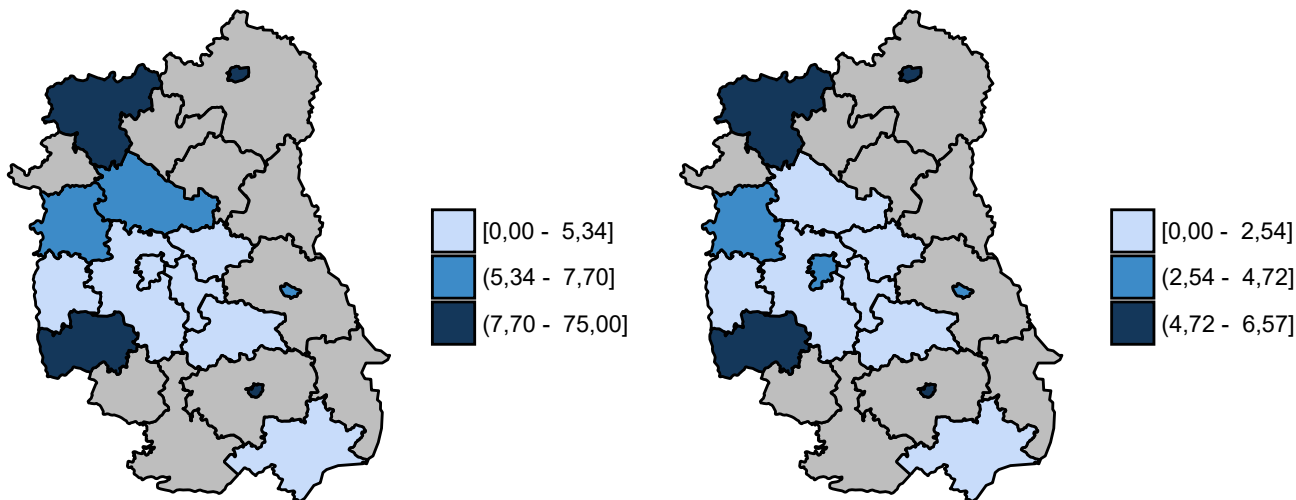 [0,00 - 5,34]
(5,34 - 7,70]
(7,70 - 75,00]
[0,00 - 2,54]
(2,54 - 4,72]
(4,72 - 6,57]